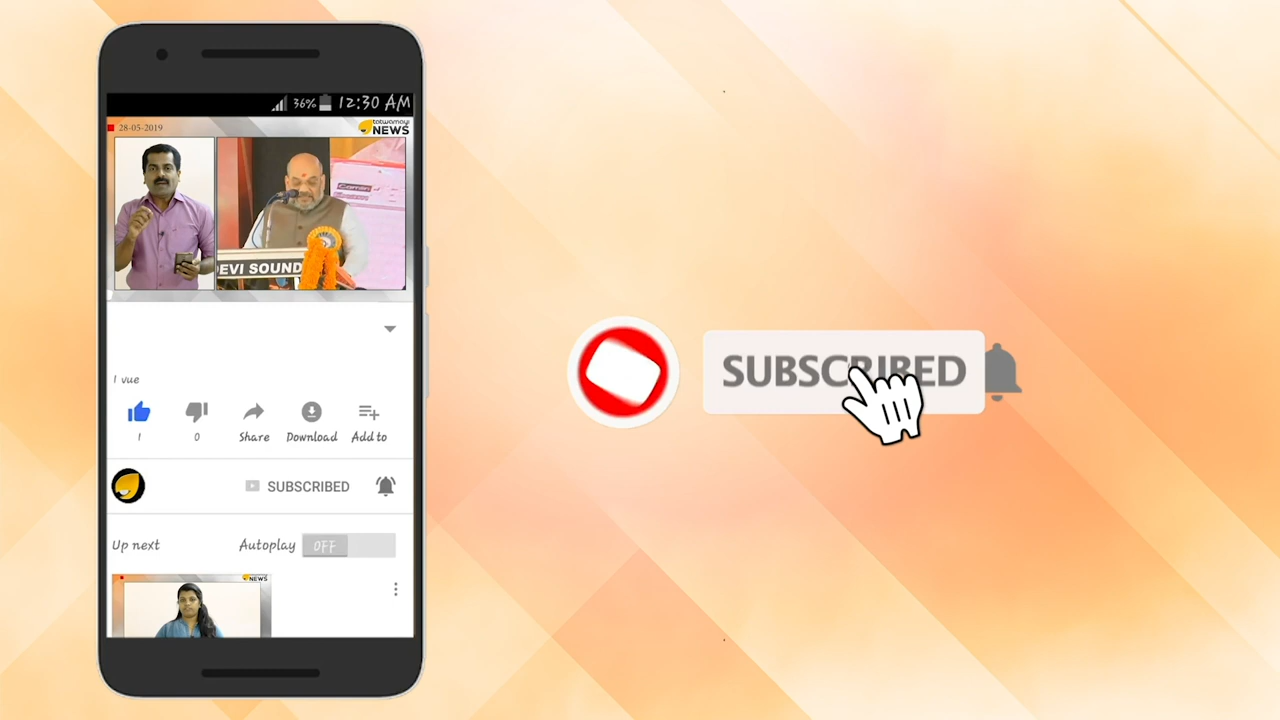 36% 12:30 AM
28-05-2019
tatwamayi
NEWS
DEVI SOUND
1 vue
1
0
Share
Download
Add to
SUBSCRIBED
Up next
Autoplay
OFF
NEWS
SUBSCRIBED